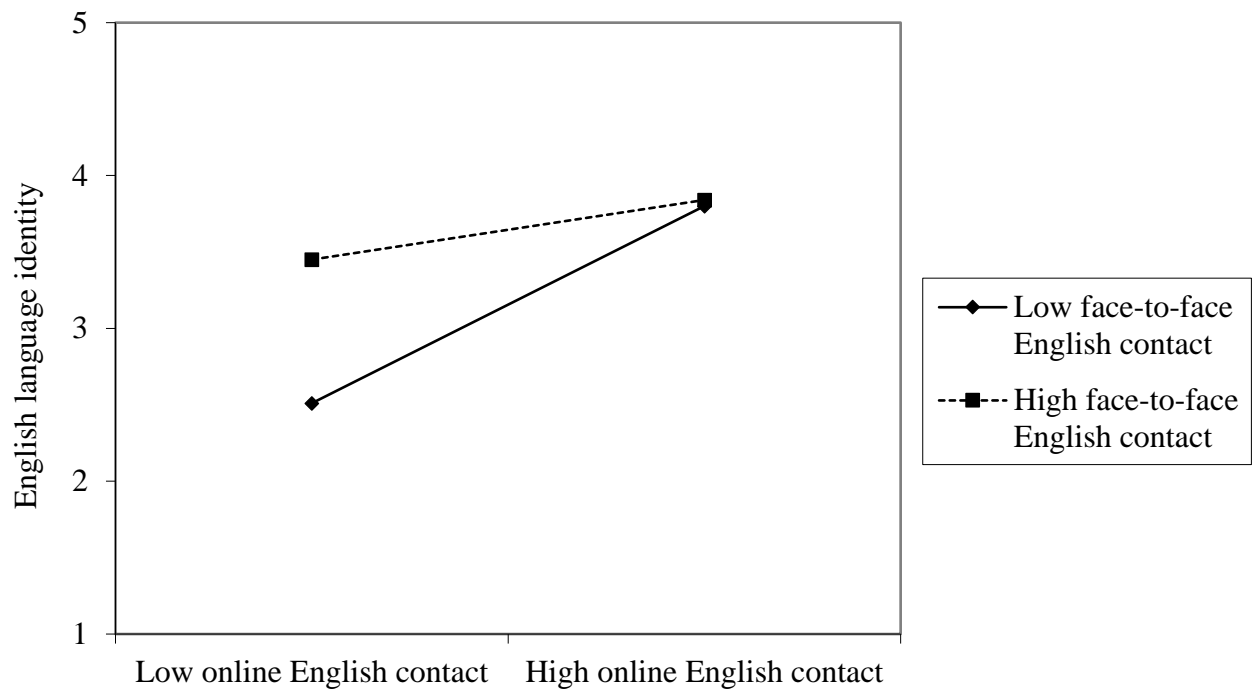 5
4
3
2
1
English language identity
Low online English contact
High online English contact
Low face-to-face
English contact
High face-to-face
English contact